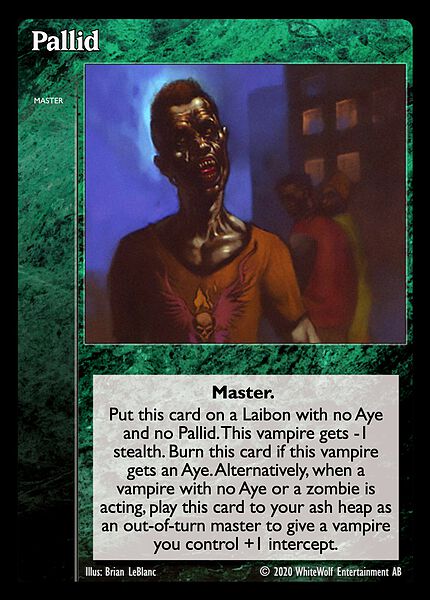 Pallid
MASTER
Master.
Put this card on a Laibon with no Aye
and no Pallid. This vampire gets -1
stealth. Burn this card if this vampire
gets an Aye. Alternatively, when a
vampire with no Aye or a zombie is
acting, play this card to your ash heap as
an out-of-turn master to give a vampire
you control +1 intercept.
Illus: Brian LeBlanc
© 2020 WhiteWolf Entertainment AB